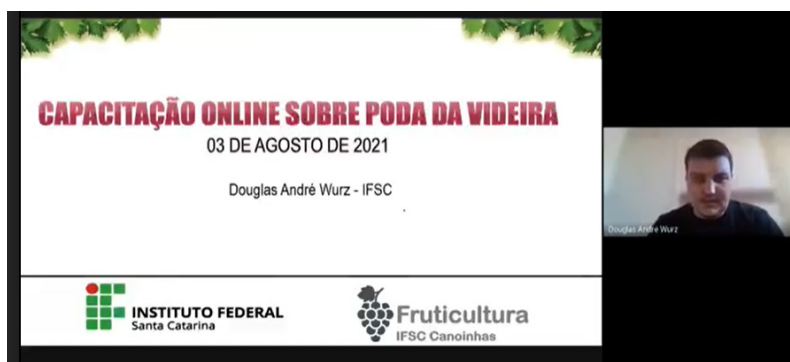 CAPACITAÇÃO ONLINE SOBRE PODA DA VIDEIRA
03 DE AGOSTO DE 2021
Douglas André Wurz - IFSC
Douglas Andre Wurz
INSTITUTO FEDERAL
Santa Catarina
Fruticultura
IFSC Canoinhas